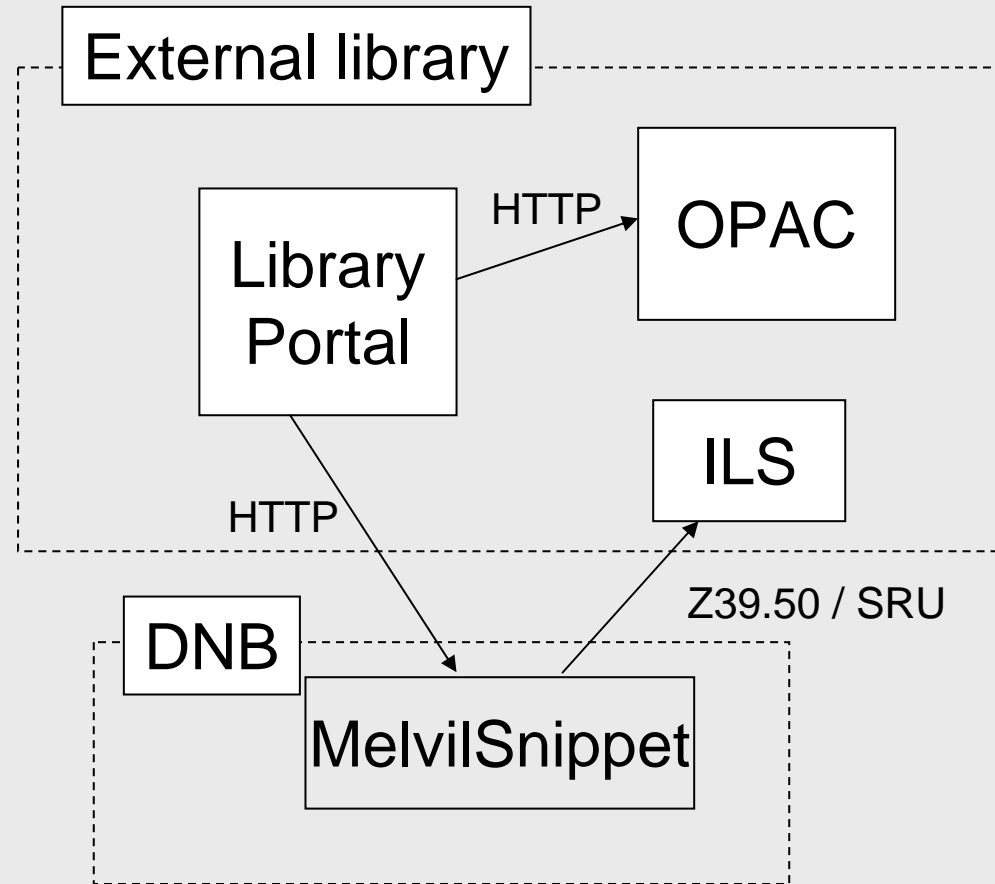 External library
HTTP
OPAC
Library
Portal
ILS
HTTP
Z39.50 / SRU
DNB
MelvilSnippet